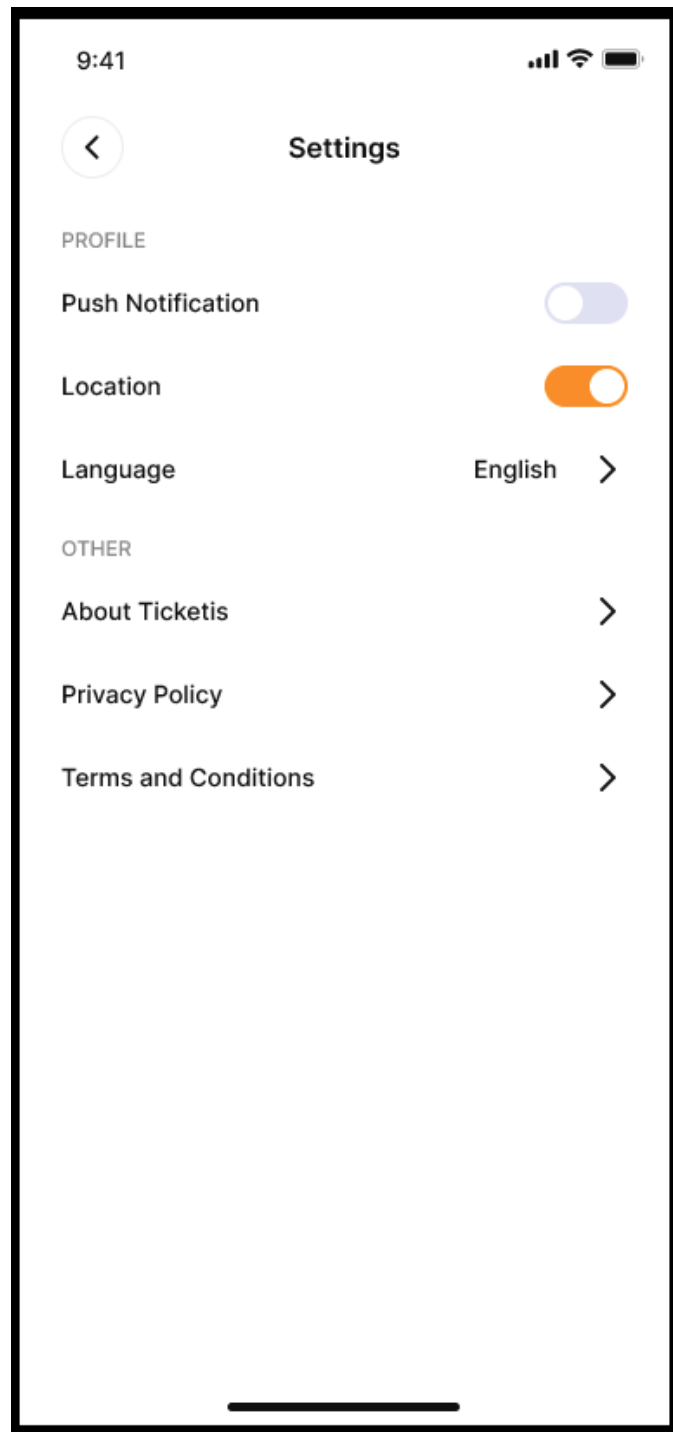 9:41
Settings
PROFILE
Push Notification
Location
Language English
OTHER
About Ticketis
Privacy Policy
Terms and Conditions